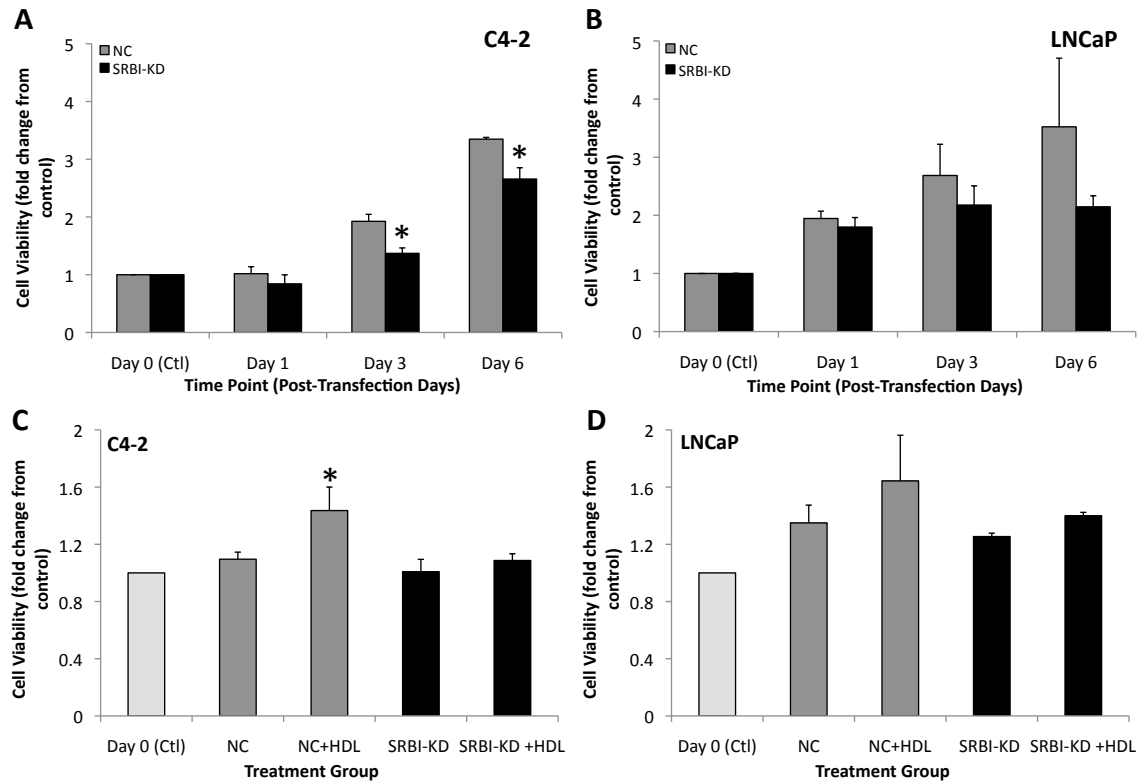 A
C4-2
NC
SRBI-KD
Cell Viability (fold change from
control)
5
4
3
2
1
0
*
*
Day 0 (Ctl)
Day 1
Day 3
Day 6
Time Point (Post-Transfection Days)
B
LNCaP
NC
SRBI-KD
Cell Viability (fold change from
control)
5
4
3
2
1
0
Day 0 (Ctl)
Day 1
Day 3
Day 6
Time Point (Post-Transfection Days)
C
C4-2
Cell Viability (fold change from
control)
2
1.6
1.2
0.8
0.4
0
*
Day 0 (Ctl)
NC
NC+HDL
SRBI-KD
SRBI-KD +HDL
Treatment Group
D
LNCaP
Cell Viability (fold change from
control)
2
1.6
1.2
0.8
0.4
0
Day 0 (Ctl)
NC
NC+HDL
SRBI-KD
SRBI-KD +HDL
Treatment Group